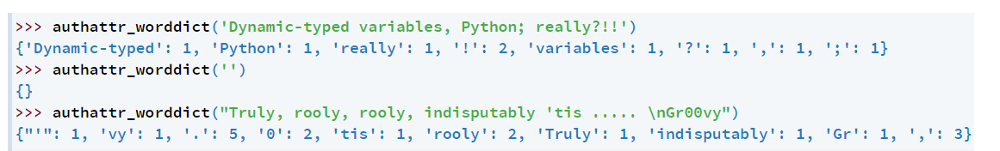 >>> authattr_worddict('Dynamic-typed variables, Python; really?!!')
{'Dynamic-typed': 1, 'Python': 1, 'really': 1, '!': 2, 'variables': 1, '?': 1, ',': 1, ';': 1}
>>> authattr_worddict('')
{}
>>> authattr_worddict("Truly, rooly, rooly, indisputably 'tis ..... \nGr00vy")
{"'": 1, 'vy': 1, '.': 5, '0': 2, 'tis': 1, 'rooly': 2, 'Truly': 1, 'indisputably': 1, 'Gr': 1, ',': 3}